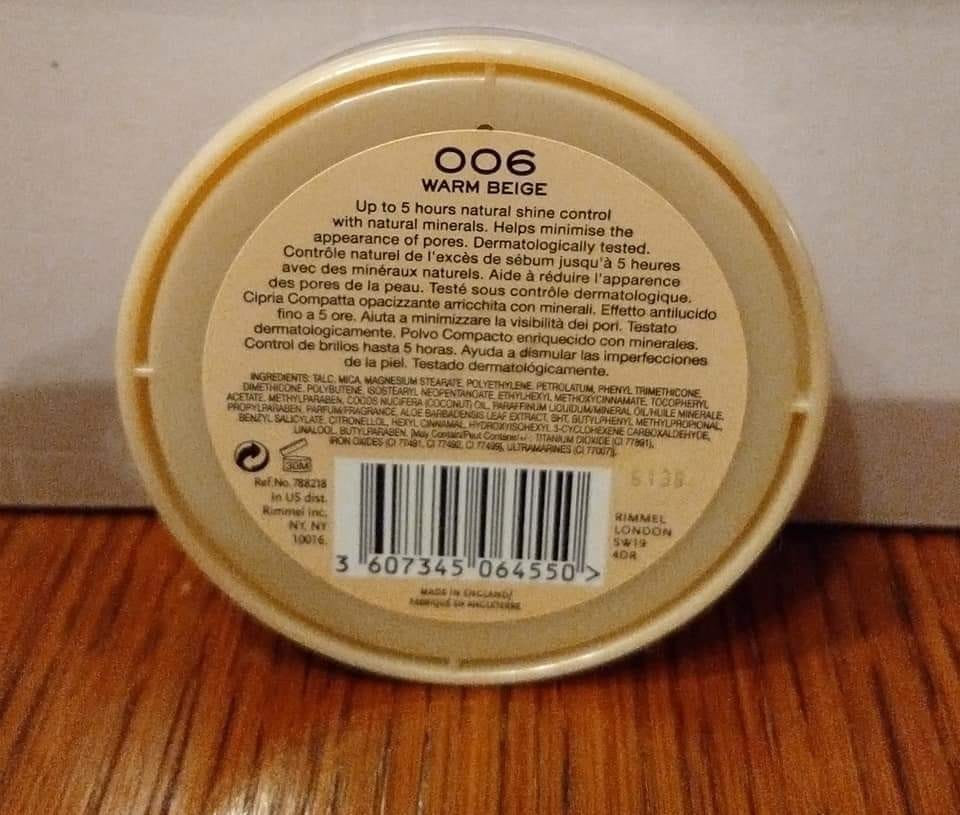 006
WARM BEIGE
Up to 5 hours natural shine control
with natural minerals. Helps minimise the
appearance of pores. Dermatologically tested.
Contrôle naturel de l'excès de sébum jusqu'à 5 heures
avec des minéraux naturels. Aide à réduire l'apparence
des pores de la peau. Testé sous contrôle dermatologique.
Cipria Compatta opacizzante arricchita con minerali. Effetto antilucido
fino a 5 ore. Aiuta a minimizzare la visibilità dei pori. Testato
dermatologicamente. Polvo Compacto enriquecido con minerales.
Control de brillos hasta 5 horas. Ayuda a dismular las imperfecciones
de la piel. Testado dermatológicamente.
INGREDIENTS: TALC, MICA, MAGNESIUM STEARATE, POLYETHYLENE, PETROLATUM, PHENYL TRIMETHICONE,
DIMETHICONE, POLYBUTENE, ISOSTEARYL NEOPENTANOATE, ETHYLHEXYL METHOXYCINNAMATE, TOCOPHERYL
ACETATE, METHYLPARABEN, COCOS NUCIFERA (COCONUT) OIL, PARAFFINUM LIQUIDUM/MINERAL OIL/HUILE MINERALE,
PROPYLPARABEN, PARFUM/FRAGRANCE, ALOE BARBADENSIS LEAF EXTRACT, BHT, BUTYLPHENYL METHYLPROPIONAL,
BENZYL SALICYLATE, CITRONELLOL, HEXYL CINNAMAL, HYDROXYISOHEXYL 3-CYCLOHEXENE CARBOXALDEHYDE,
LINALOOL, BUTYLPARABEN, [May Contain/Peut Contenir/+/-: TITANIUM DIOXIDE (CI 77891),
IRON OXIDES (CI 77491, CI 77492, CI 77499), ULTRAMARINES (CI 77007)].
30M
Ref.No. 788218
In US dist.
Rimmel Inc.
NY, NY
10016.
3 607345 064550 >
RIMMEL
LONDON
SW19
4DR
MADE IN ENGLAND/
FABRIQUÉ EN ANGLETERRE